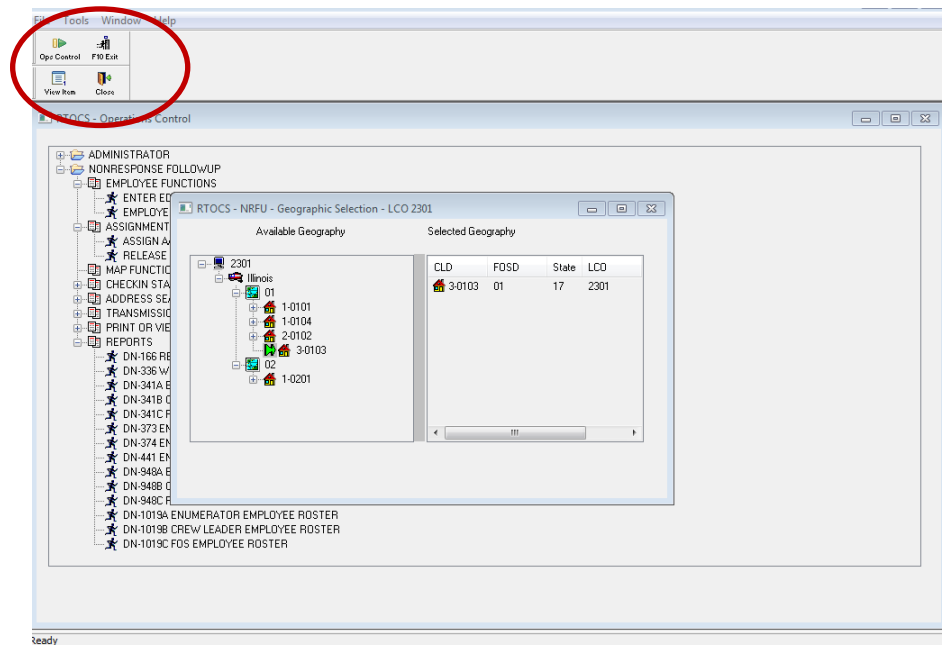 File Tools Window Help
Ops Control F10 Exit
View Item Close
RTOCS - Operations Control
ADMINISTRATOR
NONRESPONSE FOLLOWUP
EMPLOYEE FUNCTIONS
ENTER ED
EMPLOYE
ASSIGNMENT
ASSIGN A
RELEASE
MAP FUNCTIO
CHECKIN STA
ADDRESS SEA
TRANSMISSIO
PRINT OR VIE
REPORTS
DN-166 RE
DN-336 W
DN-341A E
DN-341B C
DN-341C F
DN-373 EN
DN-374 EN
DN-441 EN
DN-948A E
DN-948B C
DN-948C F
DN-1019A ENUMERATOR EMPLOYEE ROSTER
DN-1019B CREW LEADER EMPLOYEE ROSTER
DN-1019C FOS EMPLOYEE ROSTER
RTOCS - NRFU - Geographic Selection - LCO 2301
Available Geography Selected Geography
2301
Illinois
01
1-0101
1-0104
2-0102
3-0103
02
1-0201
CLD FOSD State LCO
3-0103 01 17 2301
Ready